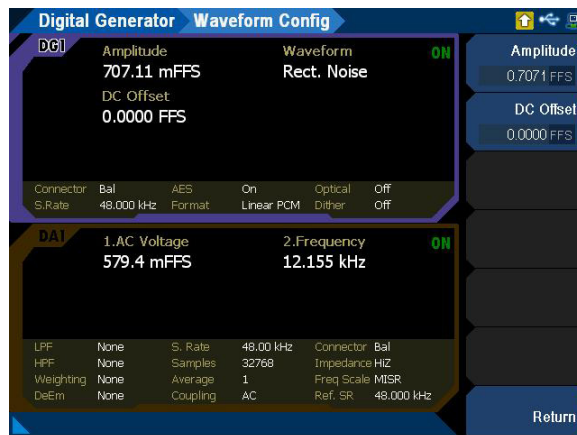 Digital Generator Waveform Config
DG1
Amplitude Waveform ON
707.11 mFFS Rect. Noise
DC Offset
0.0000 FFS
Connector Bal AES On Optical Off
S.Rate 48.000 kHz Format Linear PCM Dither Off
DA1
1.AC Voltage 2.Frequency ON
579.4 mFFS 12.155 kHz
LPF None S. Rate 48.00 kHz Connector Bal
HPF None Samples 32768 Impedance HiZ
Weighting None Average 1 Freq Scale MISR
DeEm None Coupling AC Ref. SR 48.000 kHz
Amplitude
0.7071 FFS
DC Offset
0.0000 FFS
Return